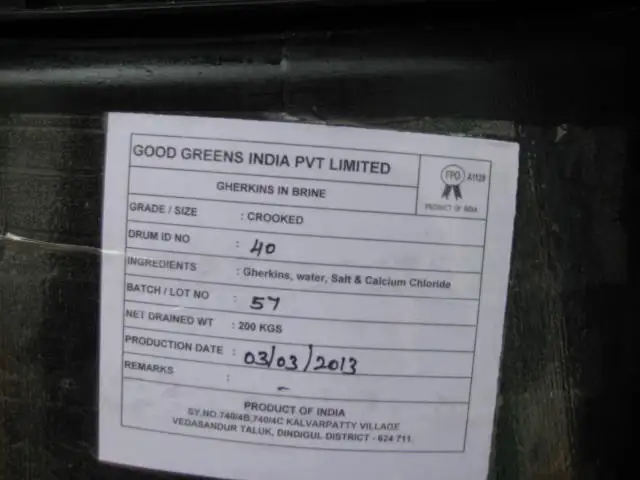 GOOD GREENS INDIA PVT LIMITED
GHERKINS IN BRINE
FPO A1128
PRODUCT OF INDIA
GRADE / SIZE : CROOKED
DRUM ID NO : 40
INGREDIENTS : Gherkins, water, Salt & Calcium Chloride
BATCH / LOT NO : 57
NET DRAINED WT : 200 KGS
PRODUCTION DATE : 03/03/2013
REMARKS : -
PRODUCT OF INDIA
SY.NO.740/4B,740/4C KALVARPATTY VILLAGE
VEDASANDUR TALUK, DINDIGUL DISTRICT - 624 711